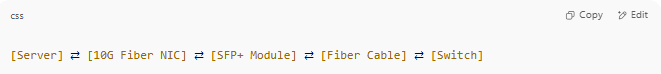 css Copy Edit
[Server] ⇄ [10G Fiber NIC] ⇄ [SFP+ Module] ⇄ [Fiber Cable] ⇄ [Switch]